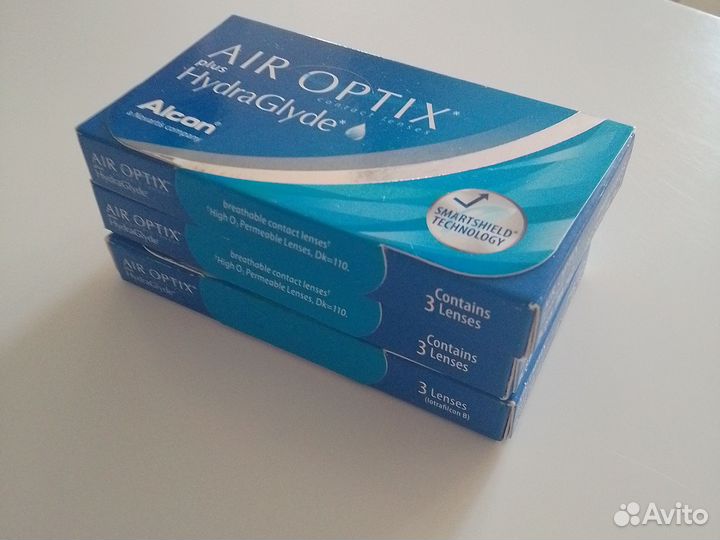 AIR OPTIX*
plus
HydraGlyde*
contact lenses
Alcon
a Novartis company
SMARTSHIELD*
TECHNOLOGY
AIR OPTIX*
HydraGlyde*
breathable contact lenses†
†High O₂ Permeable Lenses, Dk=110.
Contains
3 Lenses
AIR OPTIX*
HydraGlyde*
breathable contact lenses†
†High O₂ Permeable Lenses, Dk=110.
Contains
3 Lenses
AIR OPTIX*
HydraGlyde*
3 Lenses
(lotrafilcon B)
Avito